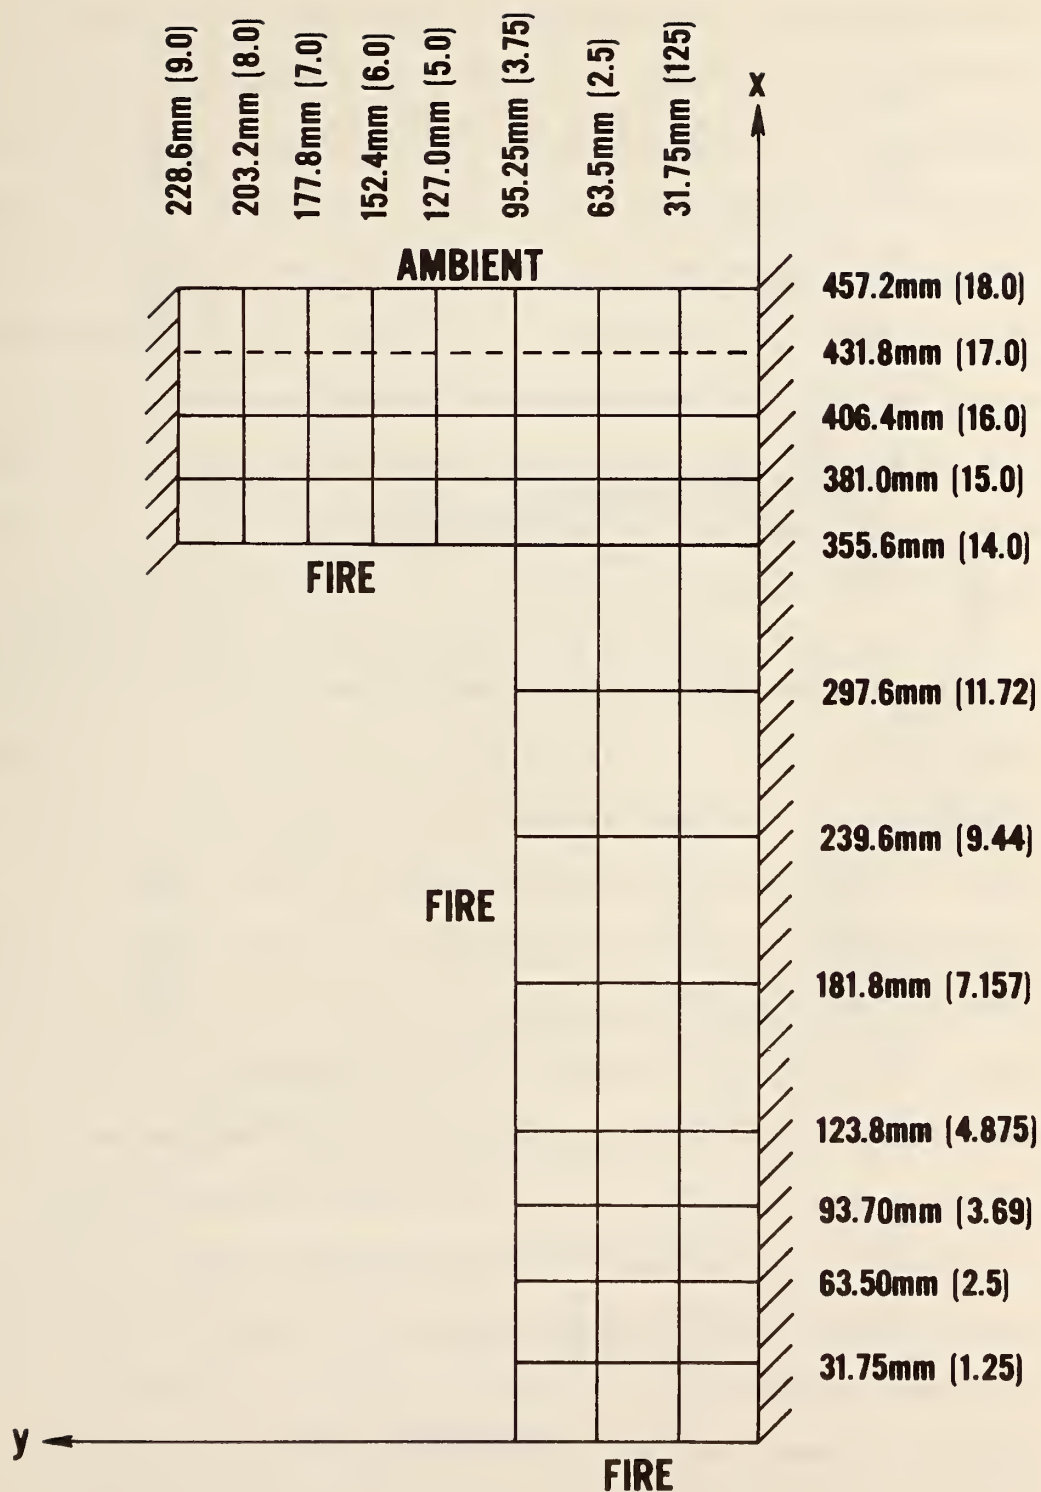 228.6mm (9.0)
203.2mm (8.0)
177.8mm (7.0)
152.4mm (6.0)
127.0mm (5.0)
95.25mm (3.75)
63.5mm (2.5)
31.75mm (125)
x
AMBIENT
457.2mm (18.0)
431.8mm (17.0)
406.4mm (16.0)
381.0mm (15.0)
355.6mm (14.0)
FIRE
297.6mm (11.72)
239.6mm (9.44)
FIRE
181.8mm (7.157)
123.8mm (4.875)
93.70mm (3.69)
63.50mm (2.5)
31.75mm (1.25)
y
FIRE